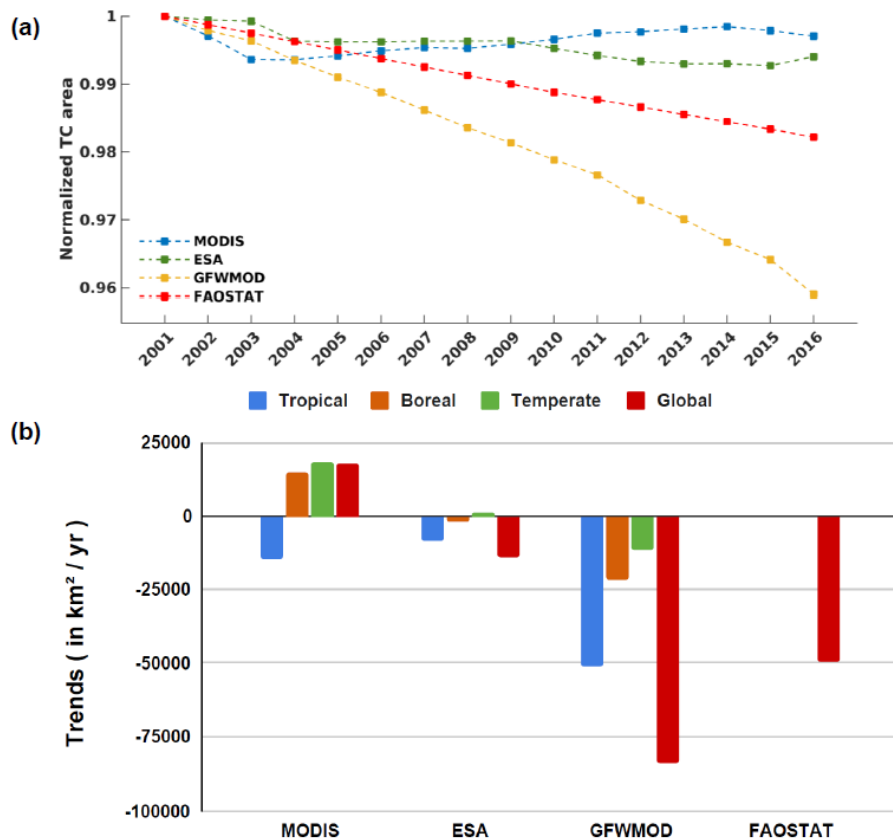 (a)
Normalized TC area
1
0.99
0.98
0.97
0.96
MODIS
ESA
GFWMOD
FAOSTAT
2001 2002 2003 2004 2005 2006 2007 2008 2009 2010 2011 2012 2013 2014 2015 2016
Tropical Boreal Temperate Global
(b)
Trends ( in km² / yr )
25000
0
-25000
-50000
-75000
-100000
MODIS ESA GFWMOD FAOSTAT